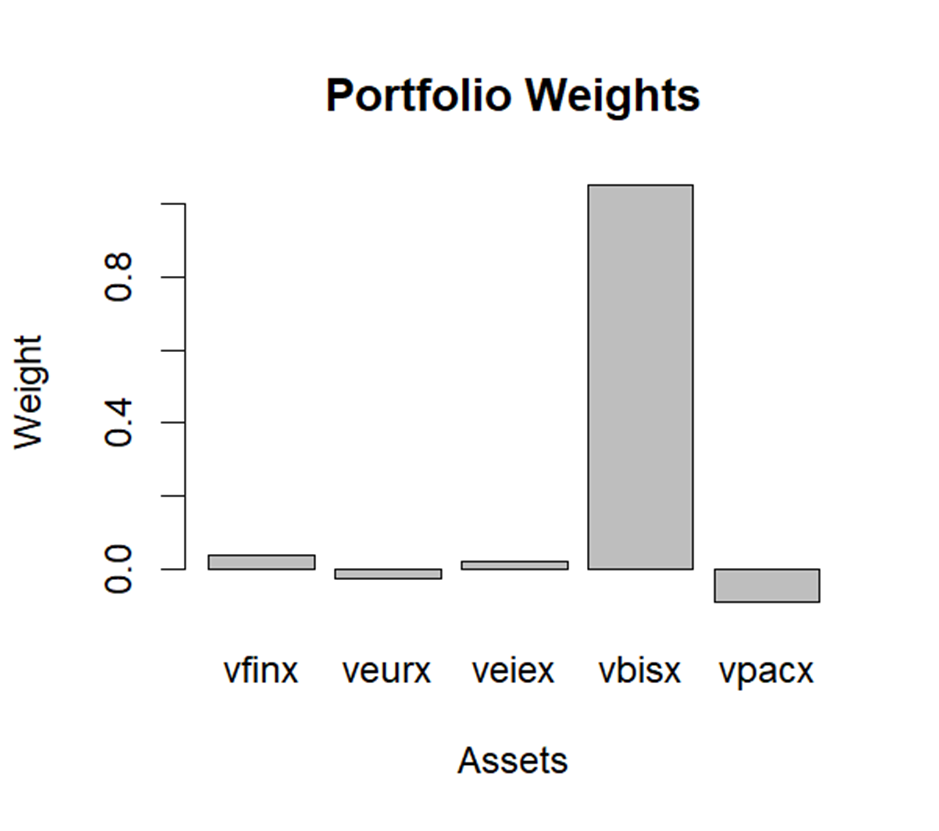 Portfolio Weights
Weight
0.8
0.4
0.0
vfinx veurx veiex vbisx vpacx
Assets